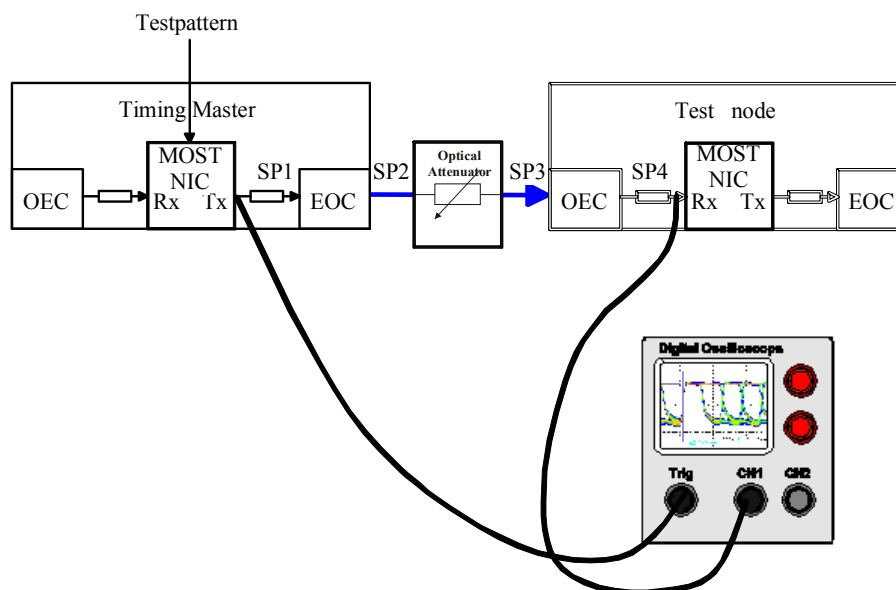 Testpattern
Timing Master
Test node
MOST
NIC
Rx Tx
OEC
EOC
SP1
SP2
Optical
Attenuator
SP3
SP4
MOST
NIC
Rx Tx
OEC
EOC
Digital Oscilloscope
Trig
CH1
CH2